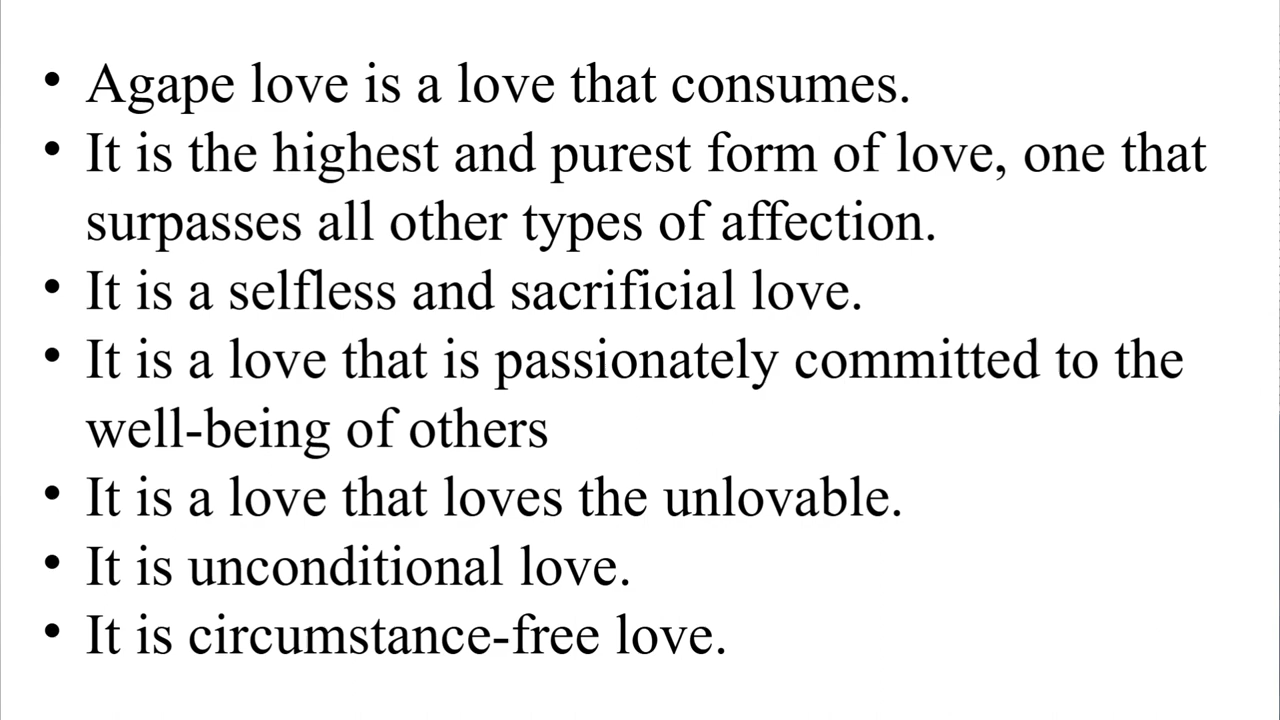 • Agape love is a love that consumes.
• It is the highest and purest form of love, one that
surpasses all other types of affection.
• It is a selfless and sacrificial love.
• It is a love that is passionately committed to the
well-being of others
• It is a love that loves the unlovable.
• It is unconditional love.
• It is circumstance-free love.